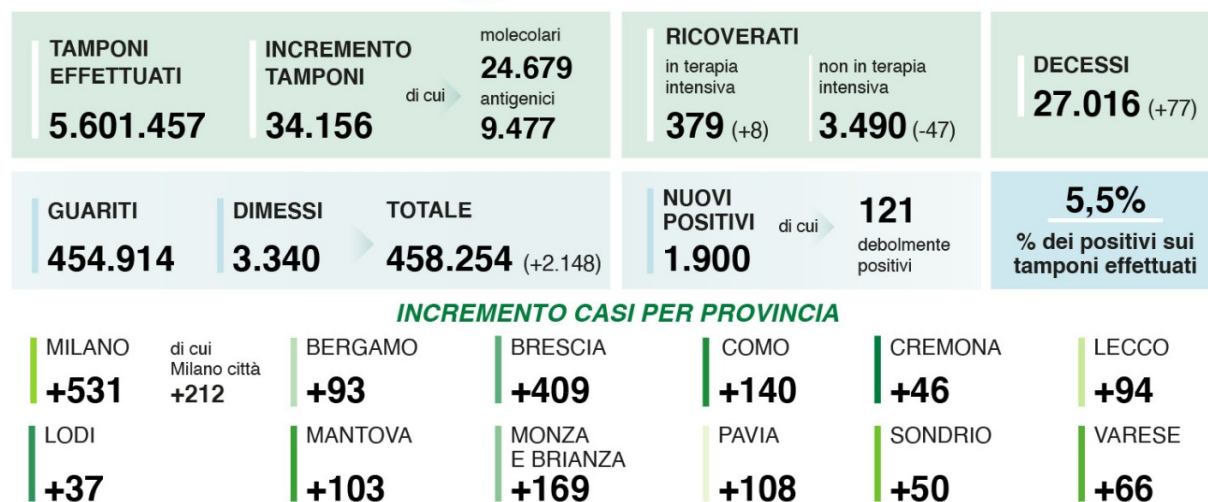 TAMPONI
EFFETTUATI
5.601.457
INCREMENTO
TAMPONI
34.156
di cui
molecolari
24.679
antigenici
9.477
RICOVERATI
in terapia
intensiva
379 (+8)
non in terapia
intensiva
3.490 (-47)
DECESSI
27.016 (+77)
GUARITI
454.914
DIMESSI
3.340
TOTALE
458.254 (+2.148)
NUOVI
POSITIVI
1.900
di cui
121
debolmente
positivi
5,5%
% dei positivi sui
tamponi effettuati
INCREMENTO CASI PER PROVINCIA
MILANO
+531
di cui
Milano città
+212
BERGAMO
+93
BRESCIA
+409
COMO
+140
CREMONA
+46
LECCO
+94
LODI
+37
MANTOVA
+103
MONZA
E BRIANZA
+169
PAVIA
+108
SONDRIO
+50
VARESE
+66